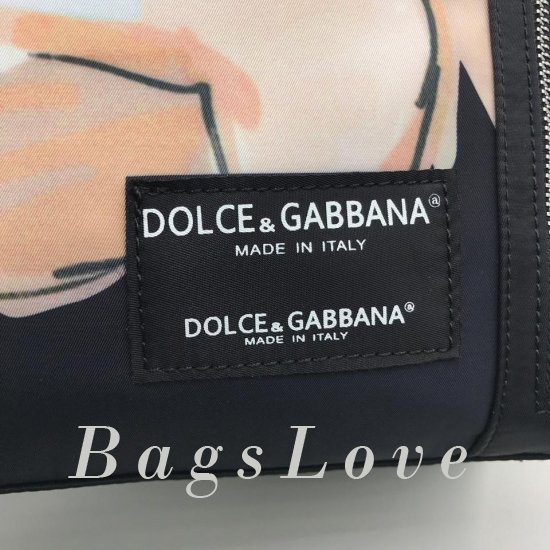 DOLCE & GABBANA ⓐ
MADE IN ITALY
DOLCE & GABBANA®
MADE IN ITALY
BagsLove